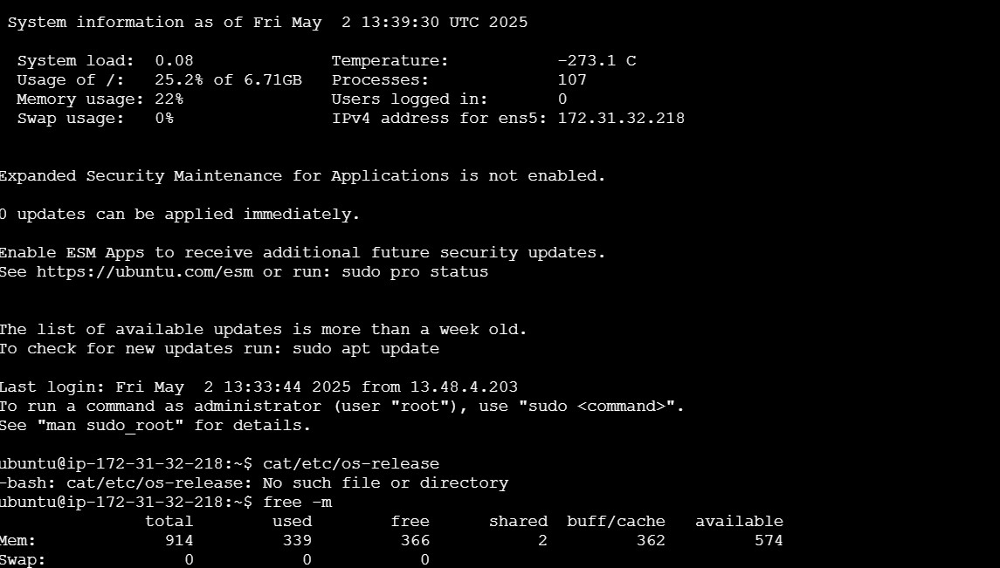 System information as of Fri May  2 13:39:30 UTC 2025
System load:  0.08                Temperature:            -273.1 C
Usage of /:   25.2% of 6.71GB   Processes:              107
Memory usage: 22%                 Users logged in:        0
Swap usage:   0%                  IPv4 address for ens5: 172.31.32.218
Expanded Security Maintenance for Applications is not enabled.
0 updates can be applied immediately.
Enable ESM Apps to receive additional future security updates.
See https://ubuntu.com/esm or run: sudo pro status
The list of available updates is more than a week old.
To check for new updates run: sudo apt update
Last login: Fri May  2 13:33:44 2025 from 13.48.4.203
To run a command as administrator (user "root"), use "sudo <command>".
See "man sudo_root" for details.
ubuntu@ip-172-31-32-218:~$ cat/etc/os-release
-bash: cat/etc/os-release: No such file or directory
ubuntu@ip-172-31-32-218:~$ free -m
               total        used        free      shared  buff/cache   available
Mem:             914         339         366           2         362         574
Swap:              0           0           0